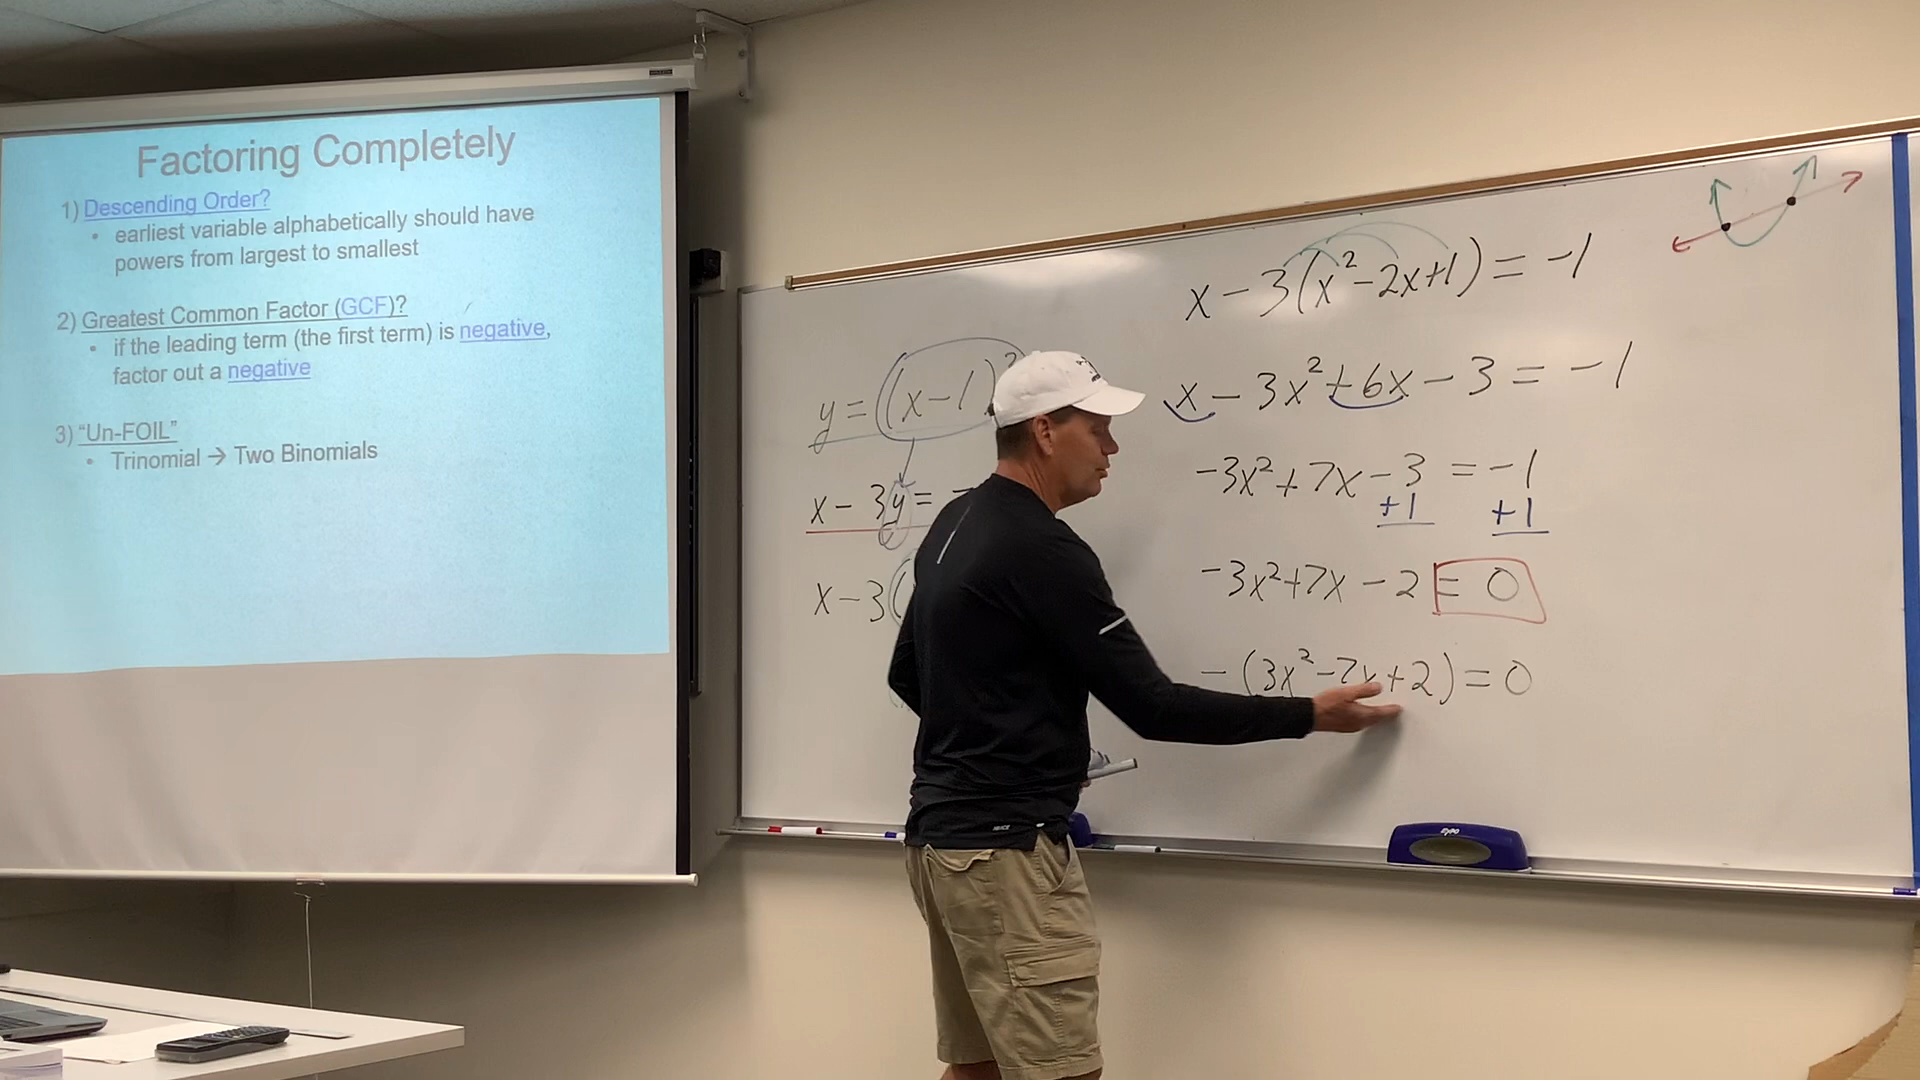 Factoring Completely
1) Descending Order?
• earliest variable alphabetically should have
powers from largest to smallest
2) Greatest Common Factor (GCF)?
• if the leading term (the first term) is negative,
factor out a negative
3) “Un-FOIL”
• Trinomial → Two Binomials
y = (x-1)²
x - 3y = -
x - 3(
x - 3(x² - 2x + 1) = -1
x - 3x² + 6x - 3 = -1
-3x² + 7x - 3 = -1
+1 +1
-3x² + 7x - 2 = 0
- (3x² - 7x + 2) = 0
EXPO